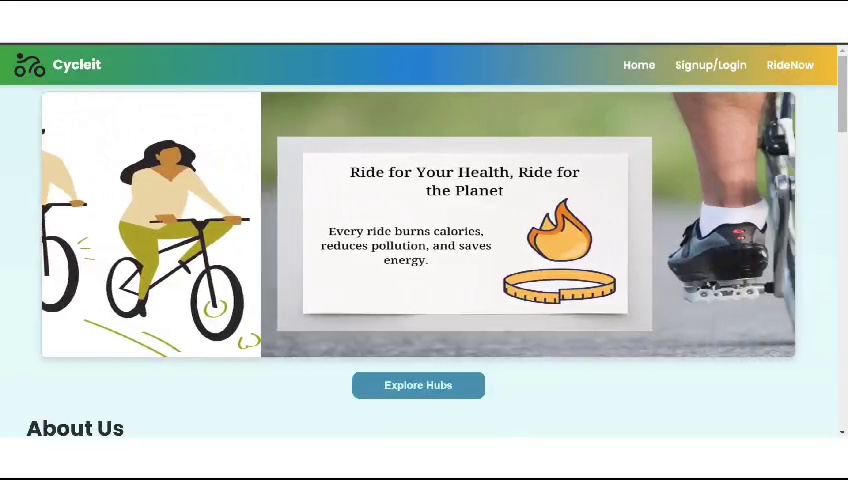 Cycleit
Home Signup/Login RideNow
Ride for Your Health, Ride for
the Planet
Every ride burns calories,
reduces pollution, and saves
energy.
Explore Hubs
About Us